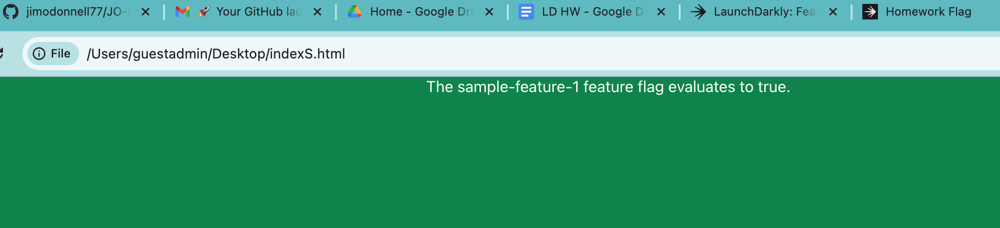 jimodonnell77/JO-
🚀 Your GitHub lau
Home - Google Dri
LD HW - Google D
LaunchDarkly: Fea
Homework Flag
File /Users/guestadmin/Desktop/indexS.html
The sample-feature-1 feature flag evaluates to true.